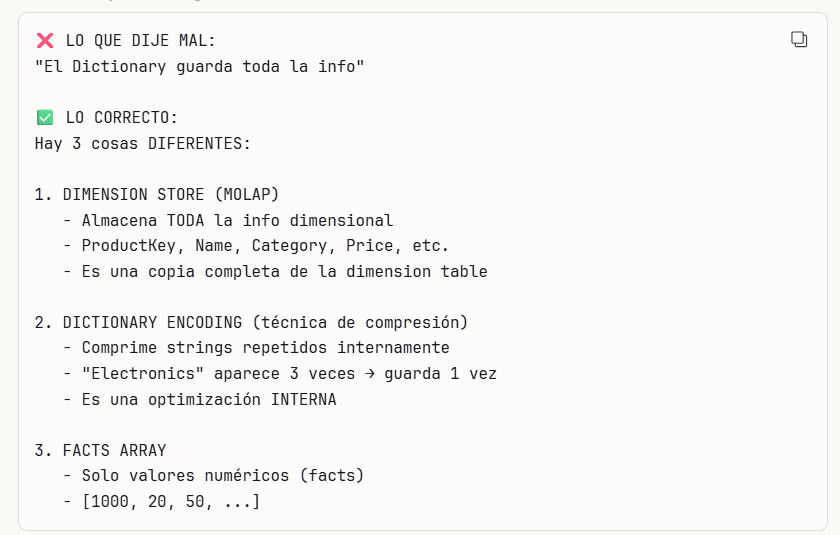 ❌ LO QUE DIJE MAL:
"El Dictionary guarda toda la info"
✅ LO CORRECTO:
Hay 3 cosas DIFERENTES:
1. DIMENSION STORE (MOLAP)
- Almacena TODA la info dimensional
- ProductKey, Name, Category, Price, etc.
- Es una copia completa de la dimension table
2. DICTIONARY ENCODING (técnica de compresión)
- Comprime strings repetidos internamente
- "Electronics" aparece 3 veces → guarda 1 vez
- Es una optimización INTERNA
3. FACTS ARRAY
- Solo valores numéricos (facts)
- [1000, 20, 50, ...]